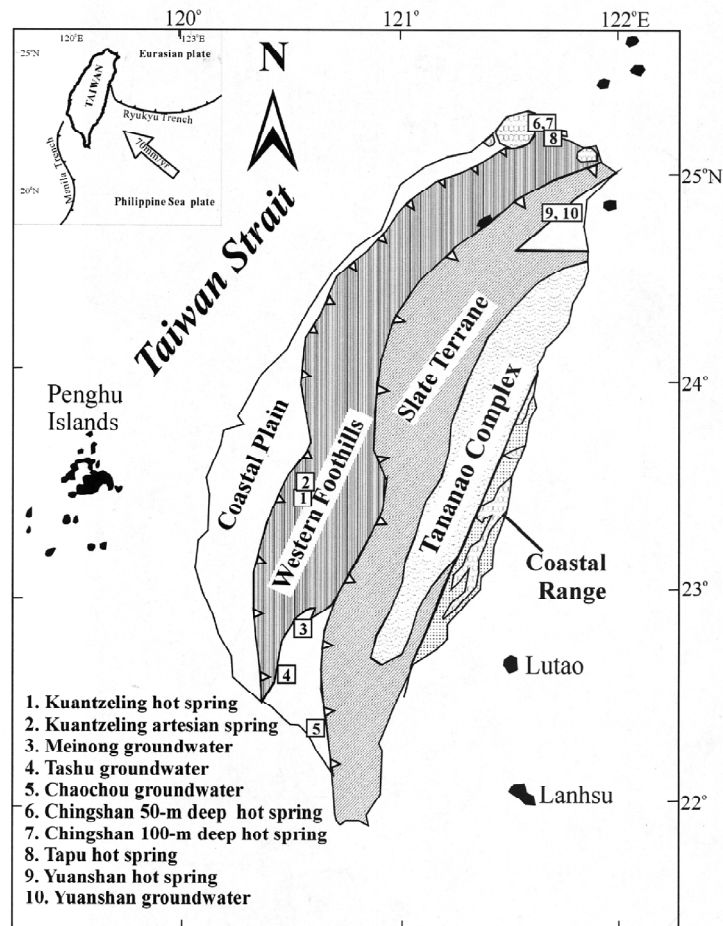 120°
121°
122°E
120°E
123°E
25°N
Eurasian plate
TAIWAN
Ryukyu Trench
70mm/yr
Manila Trench
20°N
Philippine Sea plate
N
6,7
8
25°N
9, 10
Taiwan Strait
Slate Terrane
24°
Penghu
Islands
Coastal Plain
Western Foothills
Tananao Complex
2
1
Coastal
Range
23°
3
Lutao
4
5
1. Kuantzeling hot spring
2. Kuantzeling artesian spring
3. Meinong groundwater
4. Tashu groundwater
5. Chaochou groundwater
6. Chingshan 50-m deep hot spring
7. Chingshan 100-m deep hot spring
8. Tapu hot spring
9. Yuanshan hot spring
10. Yuanshan groundwater
Lanhsu
22°